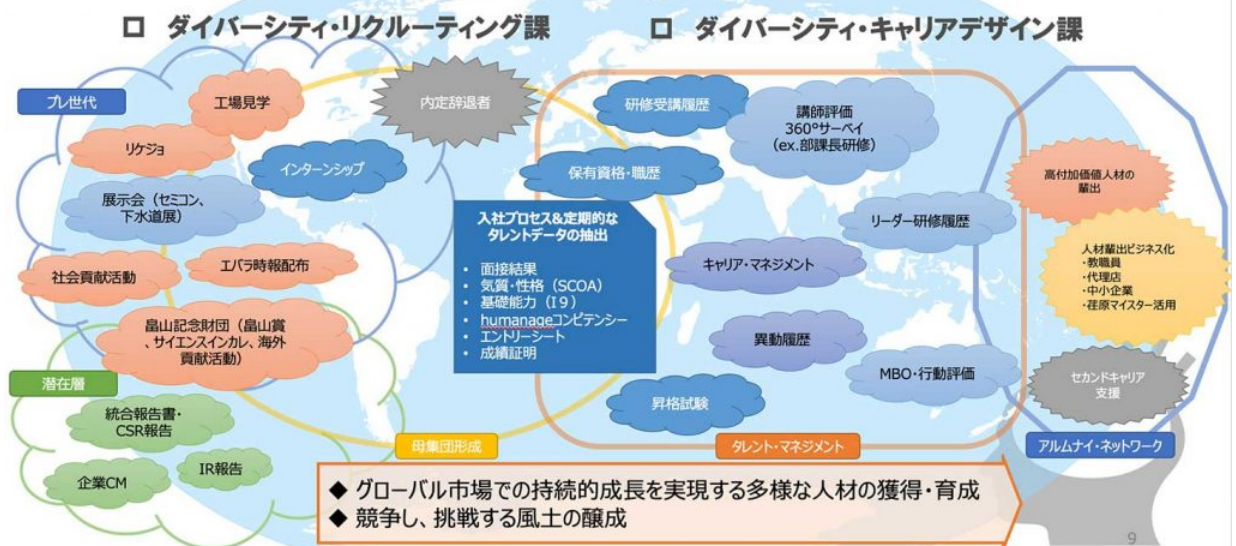 □ ダイバーシティ・リクルーティング課
□ ダイバーシティ・キャリアデザイン課
プレ世代
工場見学
内定辞退者
リケジョ
インターンシップ
展示会（セミコン、
下水道展）
社会貢献活動
エバラ時報配布
畠山記念財団（畠山賞
、サイエンスインカレ、海外
貢献活動）
潜在層
統合報告書・
CSR報告
企業CM
IR報告
母集団形成
入社プロセス&定期的な
タレントデータの抽出
• 面接結果
• 気質・性格（SCOA）
• 基礎能力（I９）
• humanageコンピテンシー
• エントリーシート
• 成績証明
研修受講履歴
講師評価
360°サーベイ
（ex.部課長研修）
保有資格・職歴
リーダー研修履歴
キャリア・マネジメント
異動履歴
MBO・行動評価
昇格試験
タレント・マネジメント
高付加価値人材の
輩出
人材輩出ビジネス化
・教職員
・代理店
・中小企業
・荏原マイスター活用
セカンドキャリア
支援
アルムナイ・ネットワーク
◆ グローバル市場での持続的成長を実現する多様な人材の獲得・育成
◆ 競争し、挑戦する風土の醸成
9